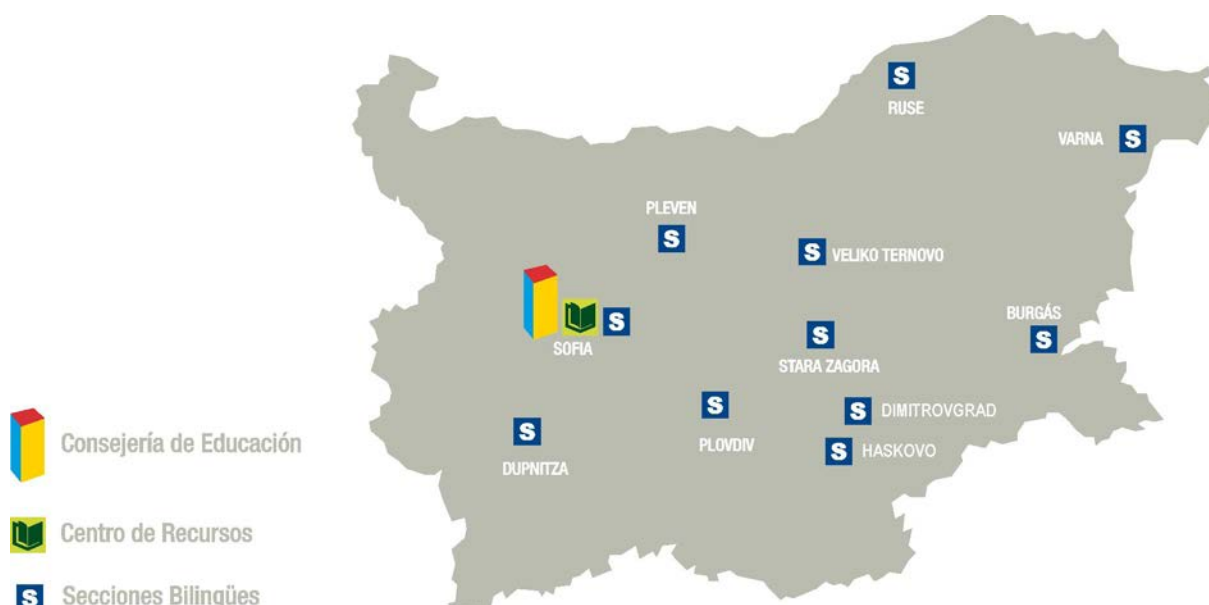 S
RUSE
VARNA S
PLEVEN
S
S VELIKO TERNOVO
S
SOFIA
BURGÁS
S
S
STARA ZAGORA
S
PLOVDIV
S DIMITROVGRAD
S HASKOVO
S
DUPNITZA
Consejería de Educación
Centro de Recursos
S Secciones Bilingües